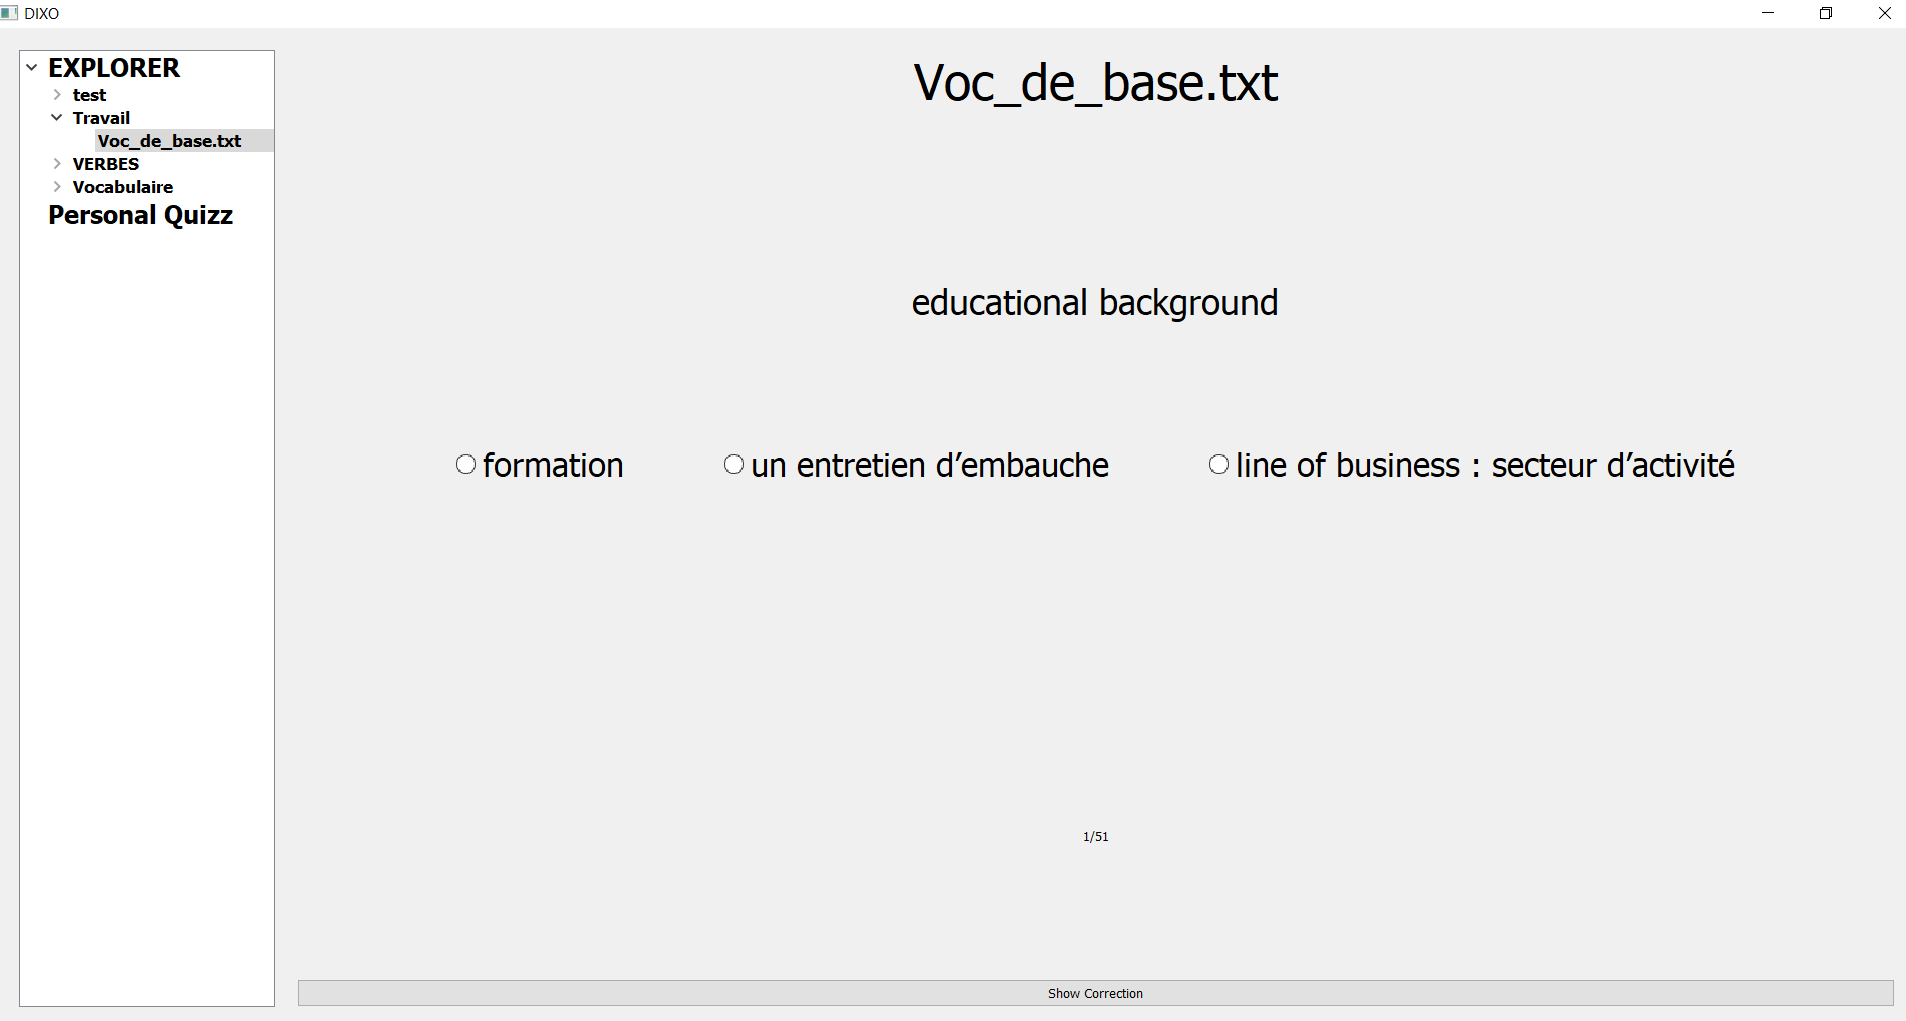 DIXO
EXPLORER
test
Travail
Voc_de_base.txt
VERBES
Vocabulaire
Personal Quizz
Voc_de_base.txt
educational background
formation
un entretien d’embauche
line of business : secteur d’activité
1/51
Show Correction